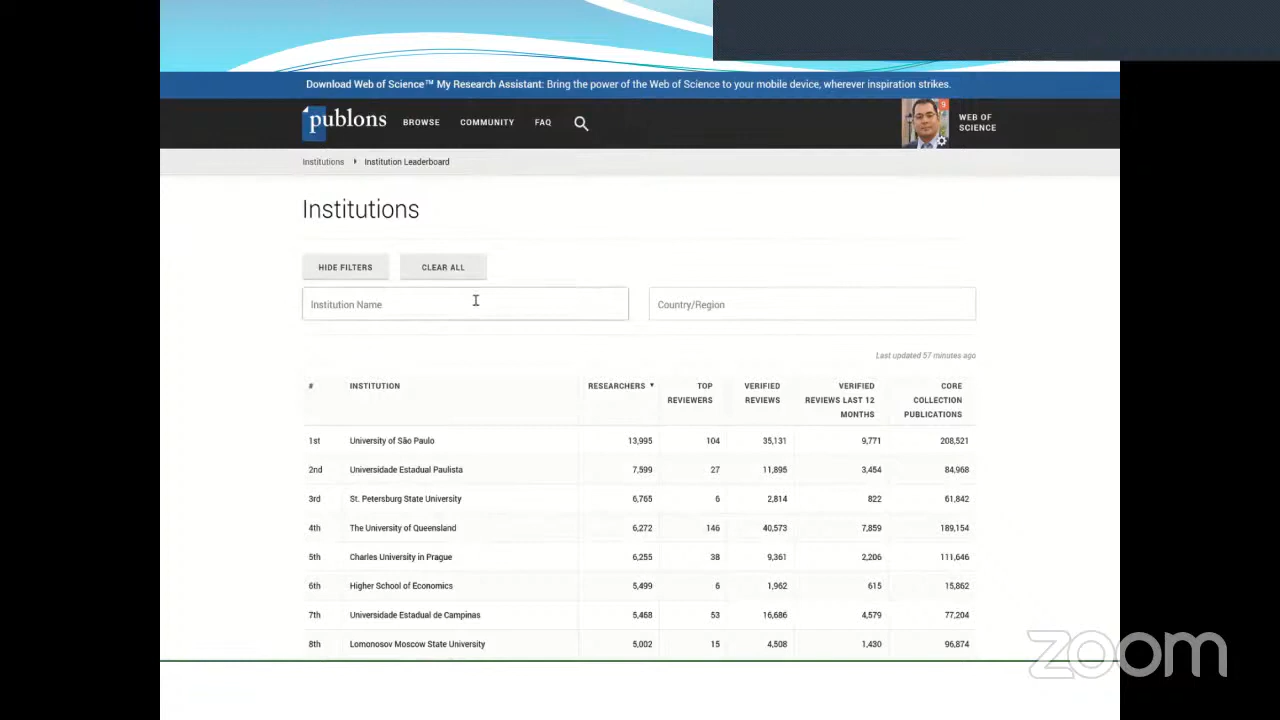 Download Web of Science™ My Research Assistant: Bring the power of the Web of Science to your mobile device, wherever inspiration strikes.
publons BROWSE COMMUNITY FAQ 9 WEB OF SCIENCE
Institutions Institution Leaderboard
Institutions
HIDE FILTERS CLEAR ALL
Institution Name Country/Region
Last updated 57 minutes ago
# INSTITUTION RESEARCHERS ▼ TOP REVIEWERS VERIFIED REVIEWS VERIFIED REVIEWS LAST 12 MONTHS CORE COLLECTION PUBLICATIONS
1st University of São Paulo 13,995 104 35,131 9,771 208,521
2nd Universidade Estadual Paulista 7,599 27 11,895 3,454 84,968
3rd St. Petersburg State University 6,765 6 2,814 822 61,842
4th The University of Queensland 6,272 146 40,573 7,859 189,154
5th Charles University in Prague 6,255 38 9,361 2,206 111,646
6th Higher School of Economics 5,499 6 1,962 615 15,862
7th Universidade Estadual de Campinas 5,468 53 16,686 4,579 77,204
8th Lomonosov Moscow State University 5,002 15 4,508 1,430 96,874
zoom